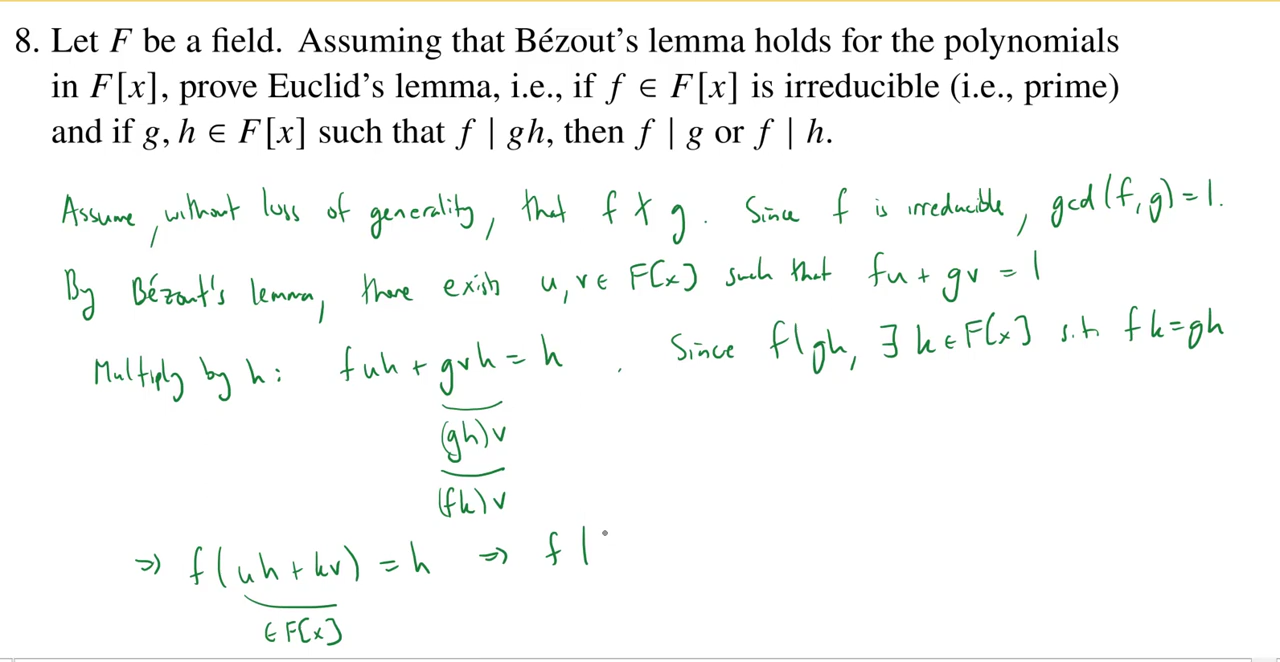 8. Let F be a field. Assuming that Bézout's lemma holds for the polynomials
in F[x], prove Euclid's lemma, i.e., if f ∈ F[x] is irreducible (i.e., prime)
and if g, h ∈ F[x] such that f | gh, then f | g or f | h.
Assume, without loss of generality, that f ∤ g. Since f is irreducible, gcd(f,g)=1.
By Bézout's lemma, there exist u, v ∈ F[x] such that fu + gv = 1
Multiply by h: fuh + gvh = h. Since f|gh, ∃ k ∈ F[x] s.t. fk=gh
(gh)v
(fk)v
⇒ f(uh + kv) = h ⇒ f |
∈ F[x]